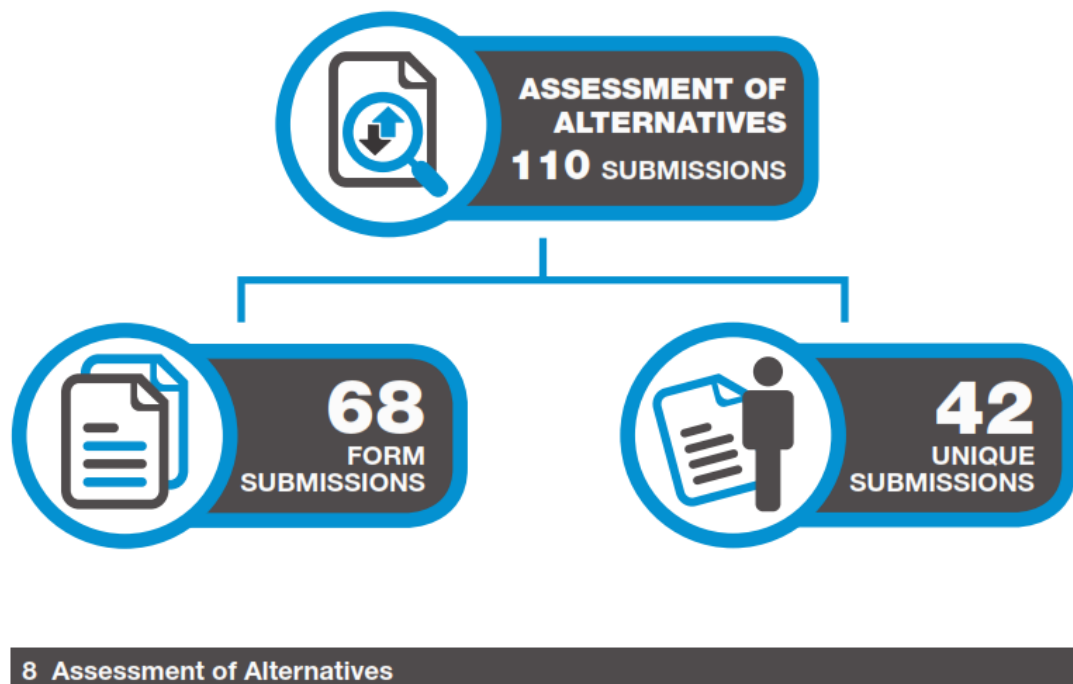 ASSESSMENT OF
ALTERNATIVES
110 SUBMISSIONS
68
FORM
SUBMISSIONS
42
UNIQUE
SUBMISSIONS
8 Assessment of Alternatives